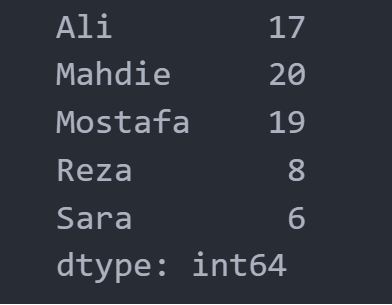 Ali 17
Mahdie 20
Mostafa 19
Reza 8
Sara 6
dtype: int64